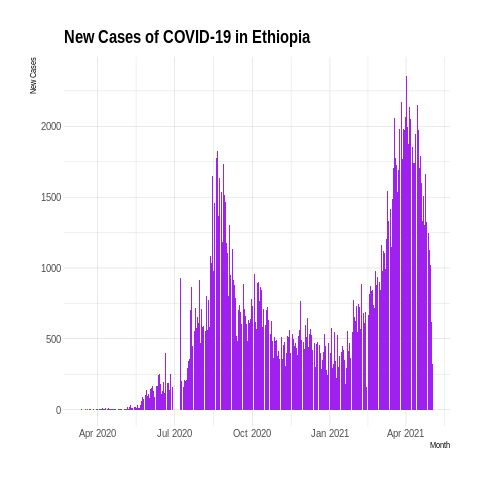 New Cases of COVID-19 in Ethiopia
New Cases
2000
1500
1000
500
0
Apr 2020 Jul 2020 Oct 2020 Jan 2021 Apr 2021
Month